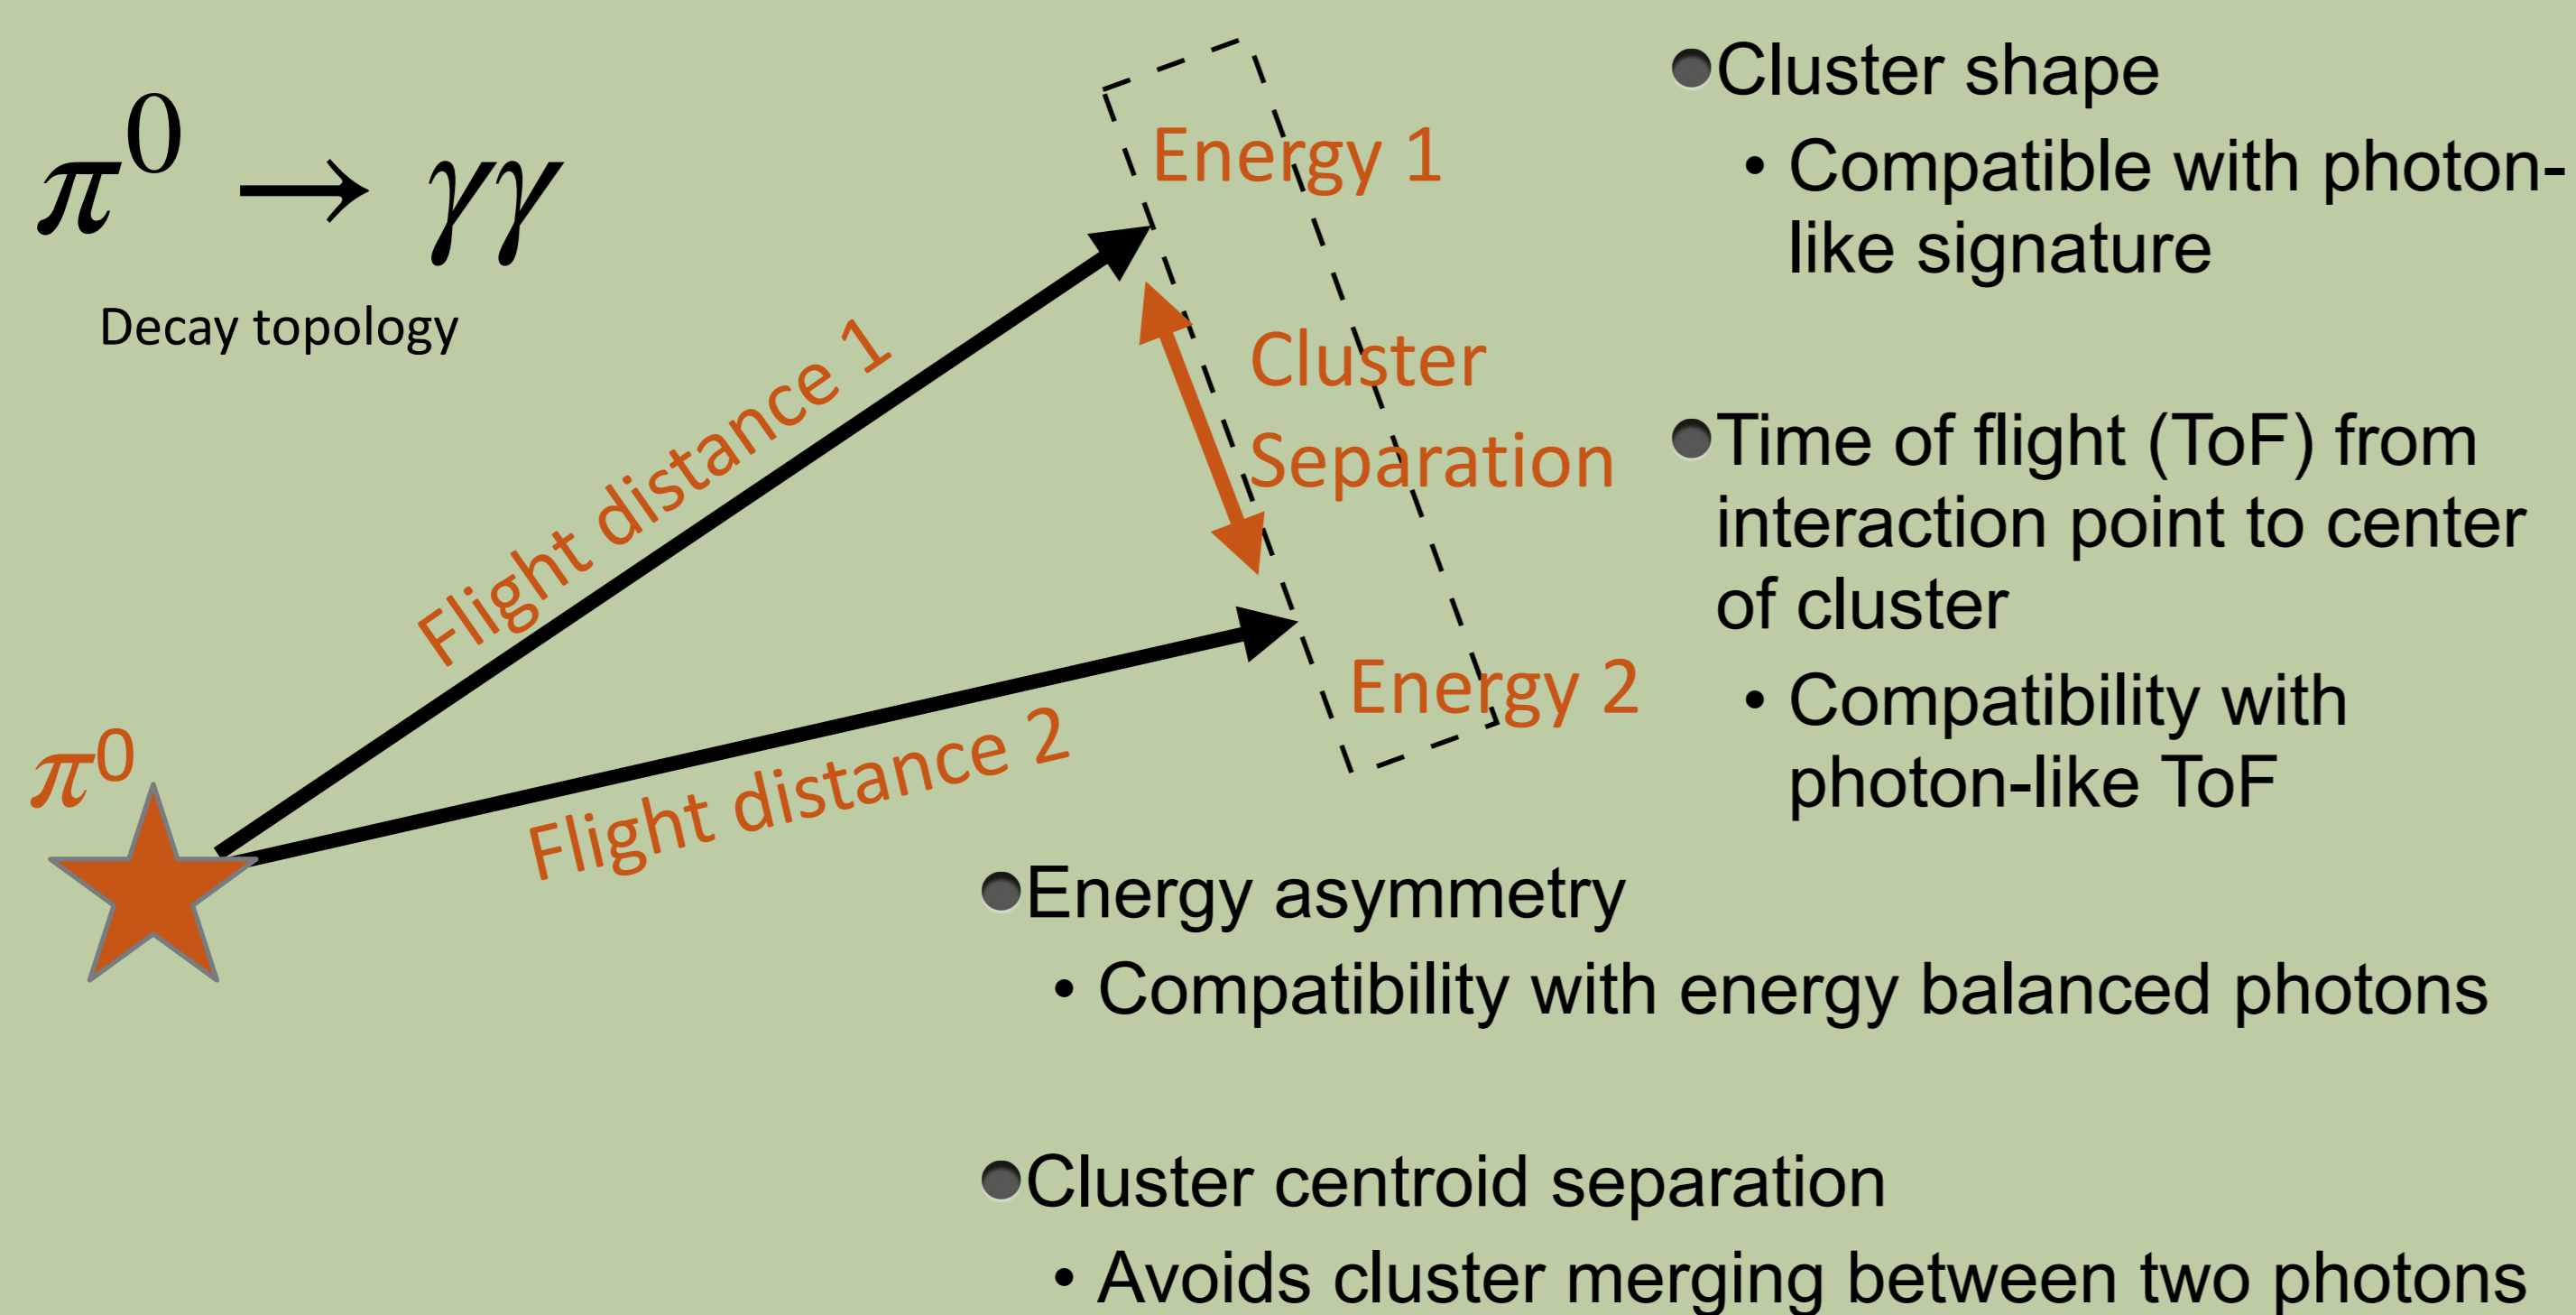 π⁰ → γγ
Decay topology
Flight distance 1
Flight distance 2
π⁰
Energy 1
Cluster
Separation
Energy 2
Cluster shape
• Compatible with photon-
like signature
Time of flight (ToF) from
interaction point to center
of cluster
• Compatibility with
photon-like ToF
Energy asymmetry
• Compatibility with energy balanced photons
Cluster centroid separation
• Avoids cluster merging between two photons